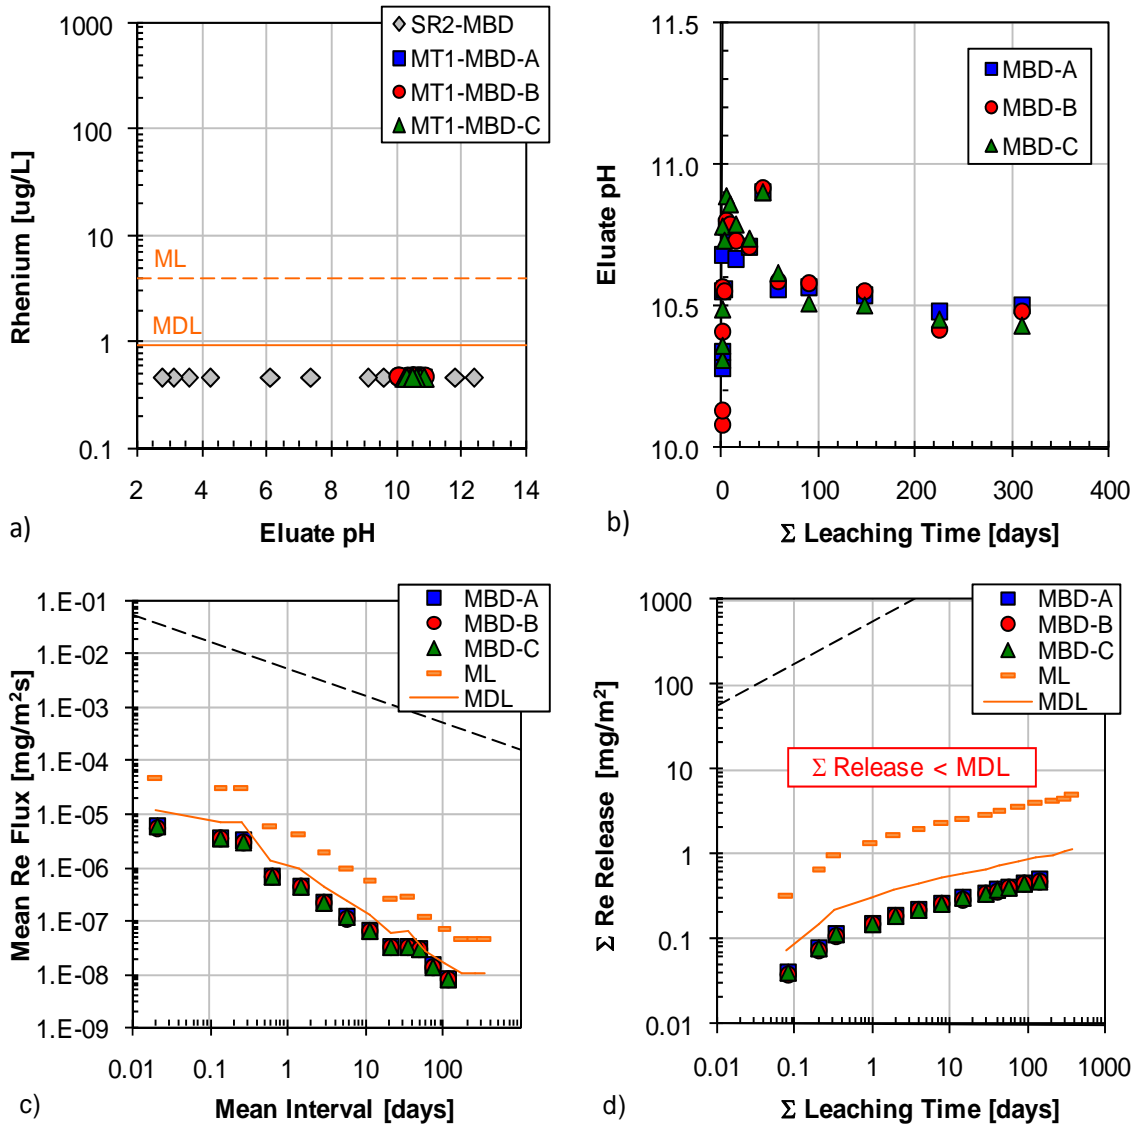 1000
100
10
1
0.1
Rhenium [ug/L]
SR2-MBD
MT1-MBD-A
MT1-MBD-B
MT1-MBD-C
ML
MDL
2 4 6 8 10 12 14
Eluate pH
a)
11.5
11.0
10.5
10.0
Eluate pH
MBD-A
MBD-B
MBD-C
0 100 200 300 400
Σ Leaching Time [days]
b)
1.E-01
1.E-02
1.E-03
1.E-04
1.E-05
1.E-06
1.E-07
1.E-08
1.E-09
Mean Re Flux [mg/m²s]
MBD-A
MBD-B
MBD-C
ML
MDL
0.01 0.1 1 10 100
Mean Interval [days]
c)
1000
100
10
1
0.1
0.01
Σ Re Release [mg/m²]
MBD-A
MBD-B
MBD-C
ML
MDL
Σ Release < MDL
0.01 0.1 1 10 100 1000
Σ Leaching Time [days]
d)